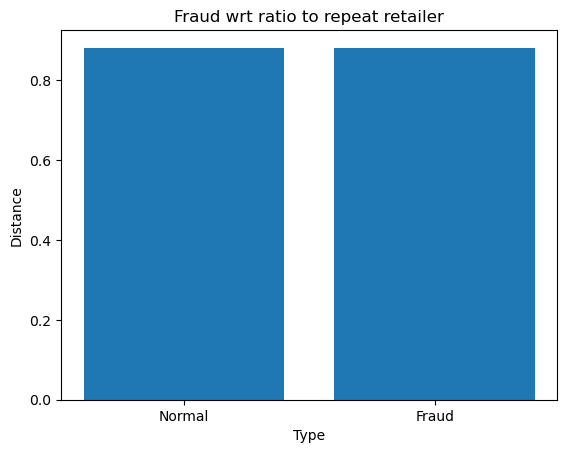 Fraud wrt ratio to repeat retailer
0.8
0.6
0.4
0.2
0.0
Distance
Normal Fraud
Type